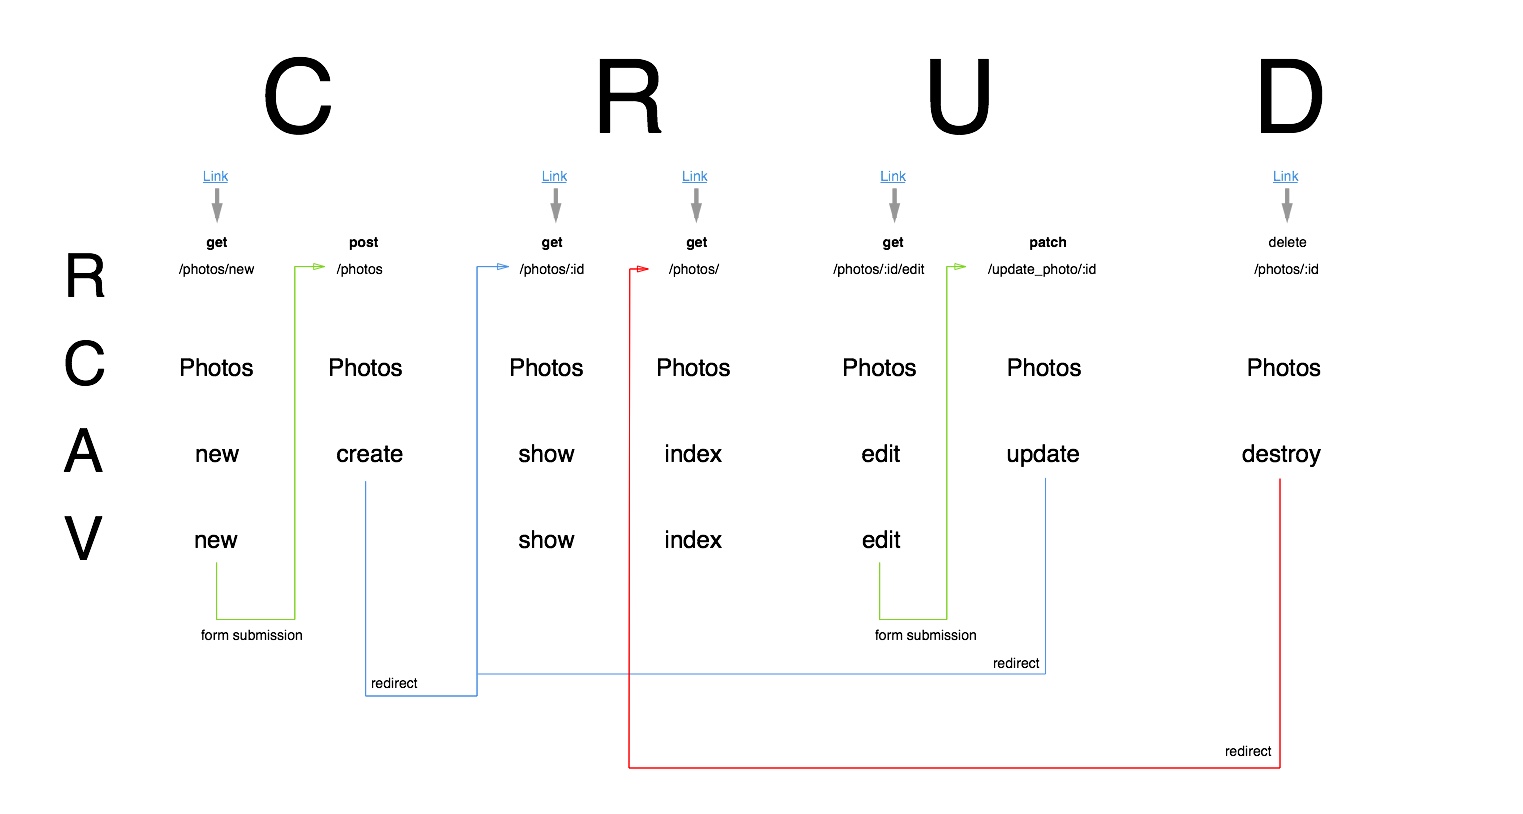 C R U D
Link Link Link Link Link
get post get get get patch delete
R /photos/new /photos /photos/:id /photos/ /photos/:id/edit /update_photo/:id /photos/:id
C Photos Photos Photos Photos Photos Photos Photos
A new create show index edit update destroy
V new show index edit
form submission form submission
redirect
redirect
redirect